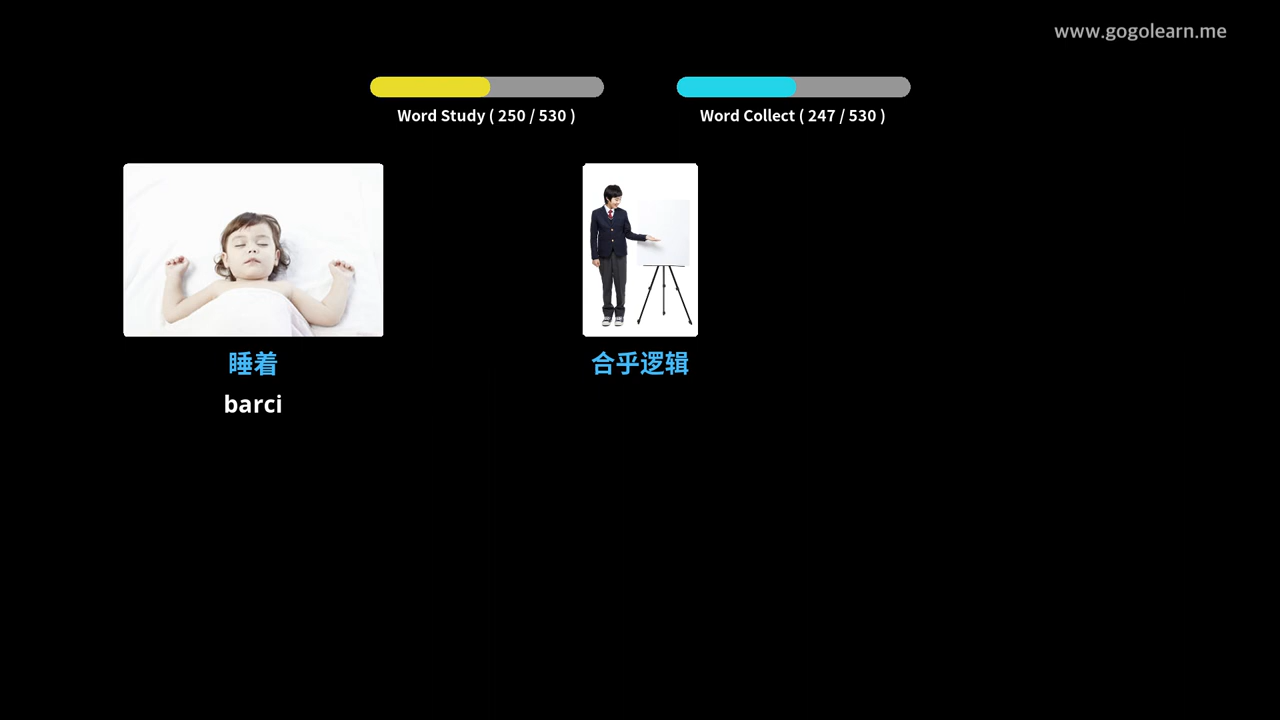 www.gogolearn.me
Word Study ( 250 / 530 )
Word Collect ( 247 / 530 )
睡着
合乎逻辑
barci